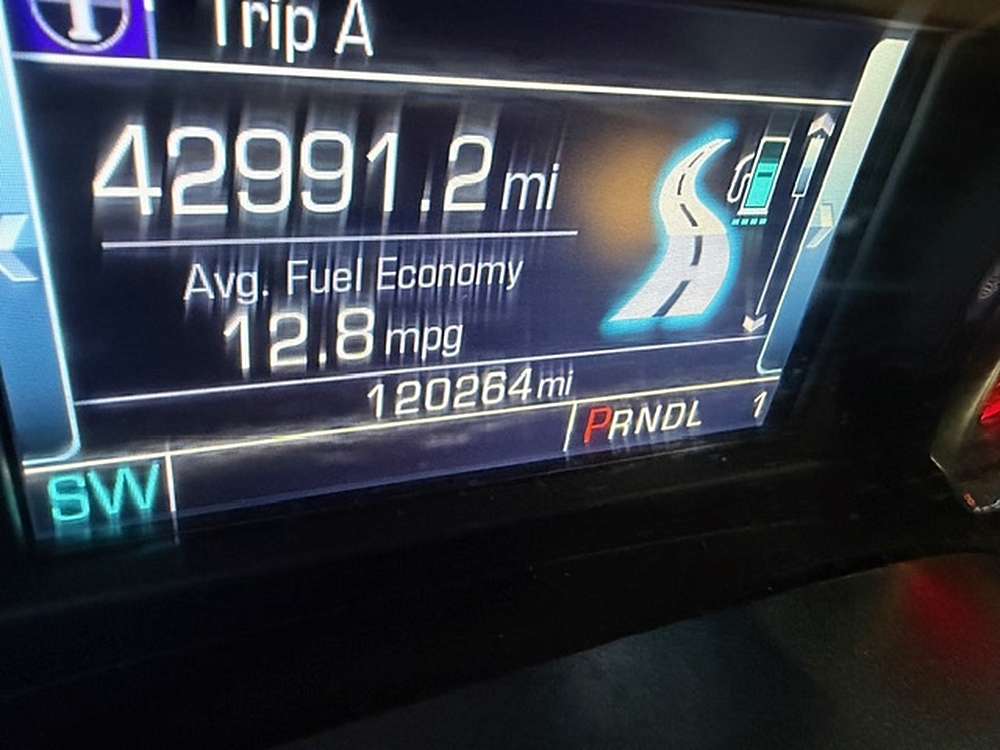 Trip A
42991.2 mi
Avg. Fuel Economy
12.8 mpg
120264 mi
PRNDL 1
SW